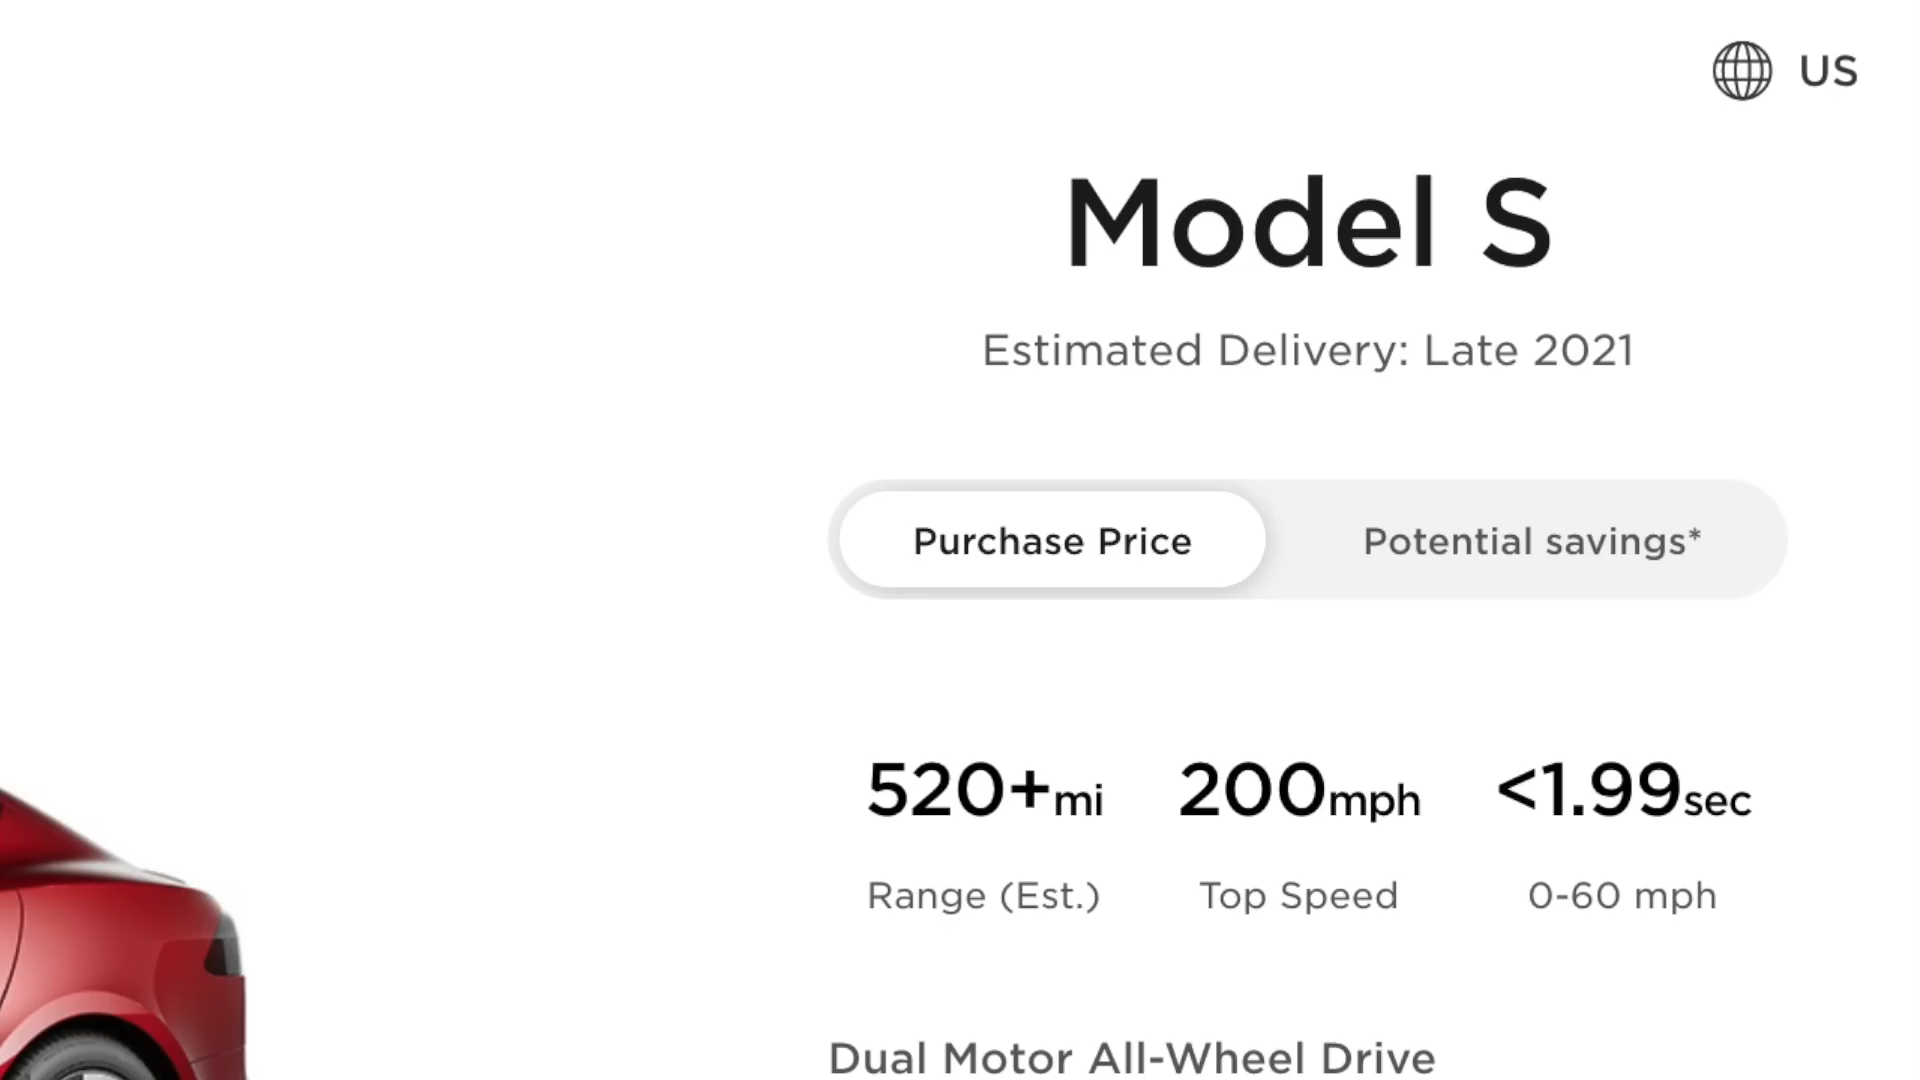 US
Model S
Estimated Delivery: Late 2021
Purchase Price Potential savings*
520+mi 200mph <1.99sec
Range (Est.) Top Speed 0-60 mph
Dual Motor All-Wheel Drive